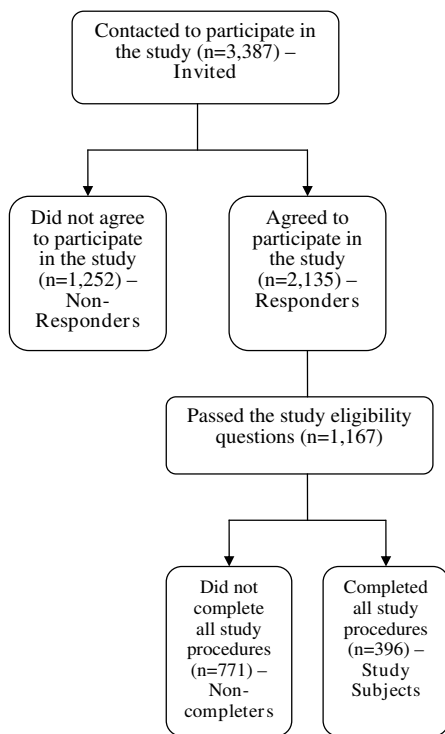 Contacted to participate in
the study (n=3,387) –
Invited
Did not agree
to participate
in the study
(n=1,252) –
Non-
Responders
Agreed to
participate in
the study
(n=2,135) –
Responders
Passed the study eligibility
questions (n=1,167)
Did not
complete
all study
procedures
(n=771) –
Non-
completers
Completed
all study
procedures
(n=396) –
Study
Subjects